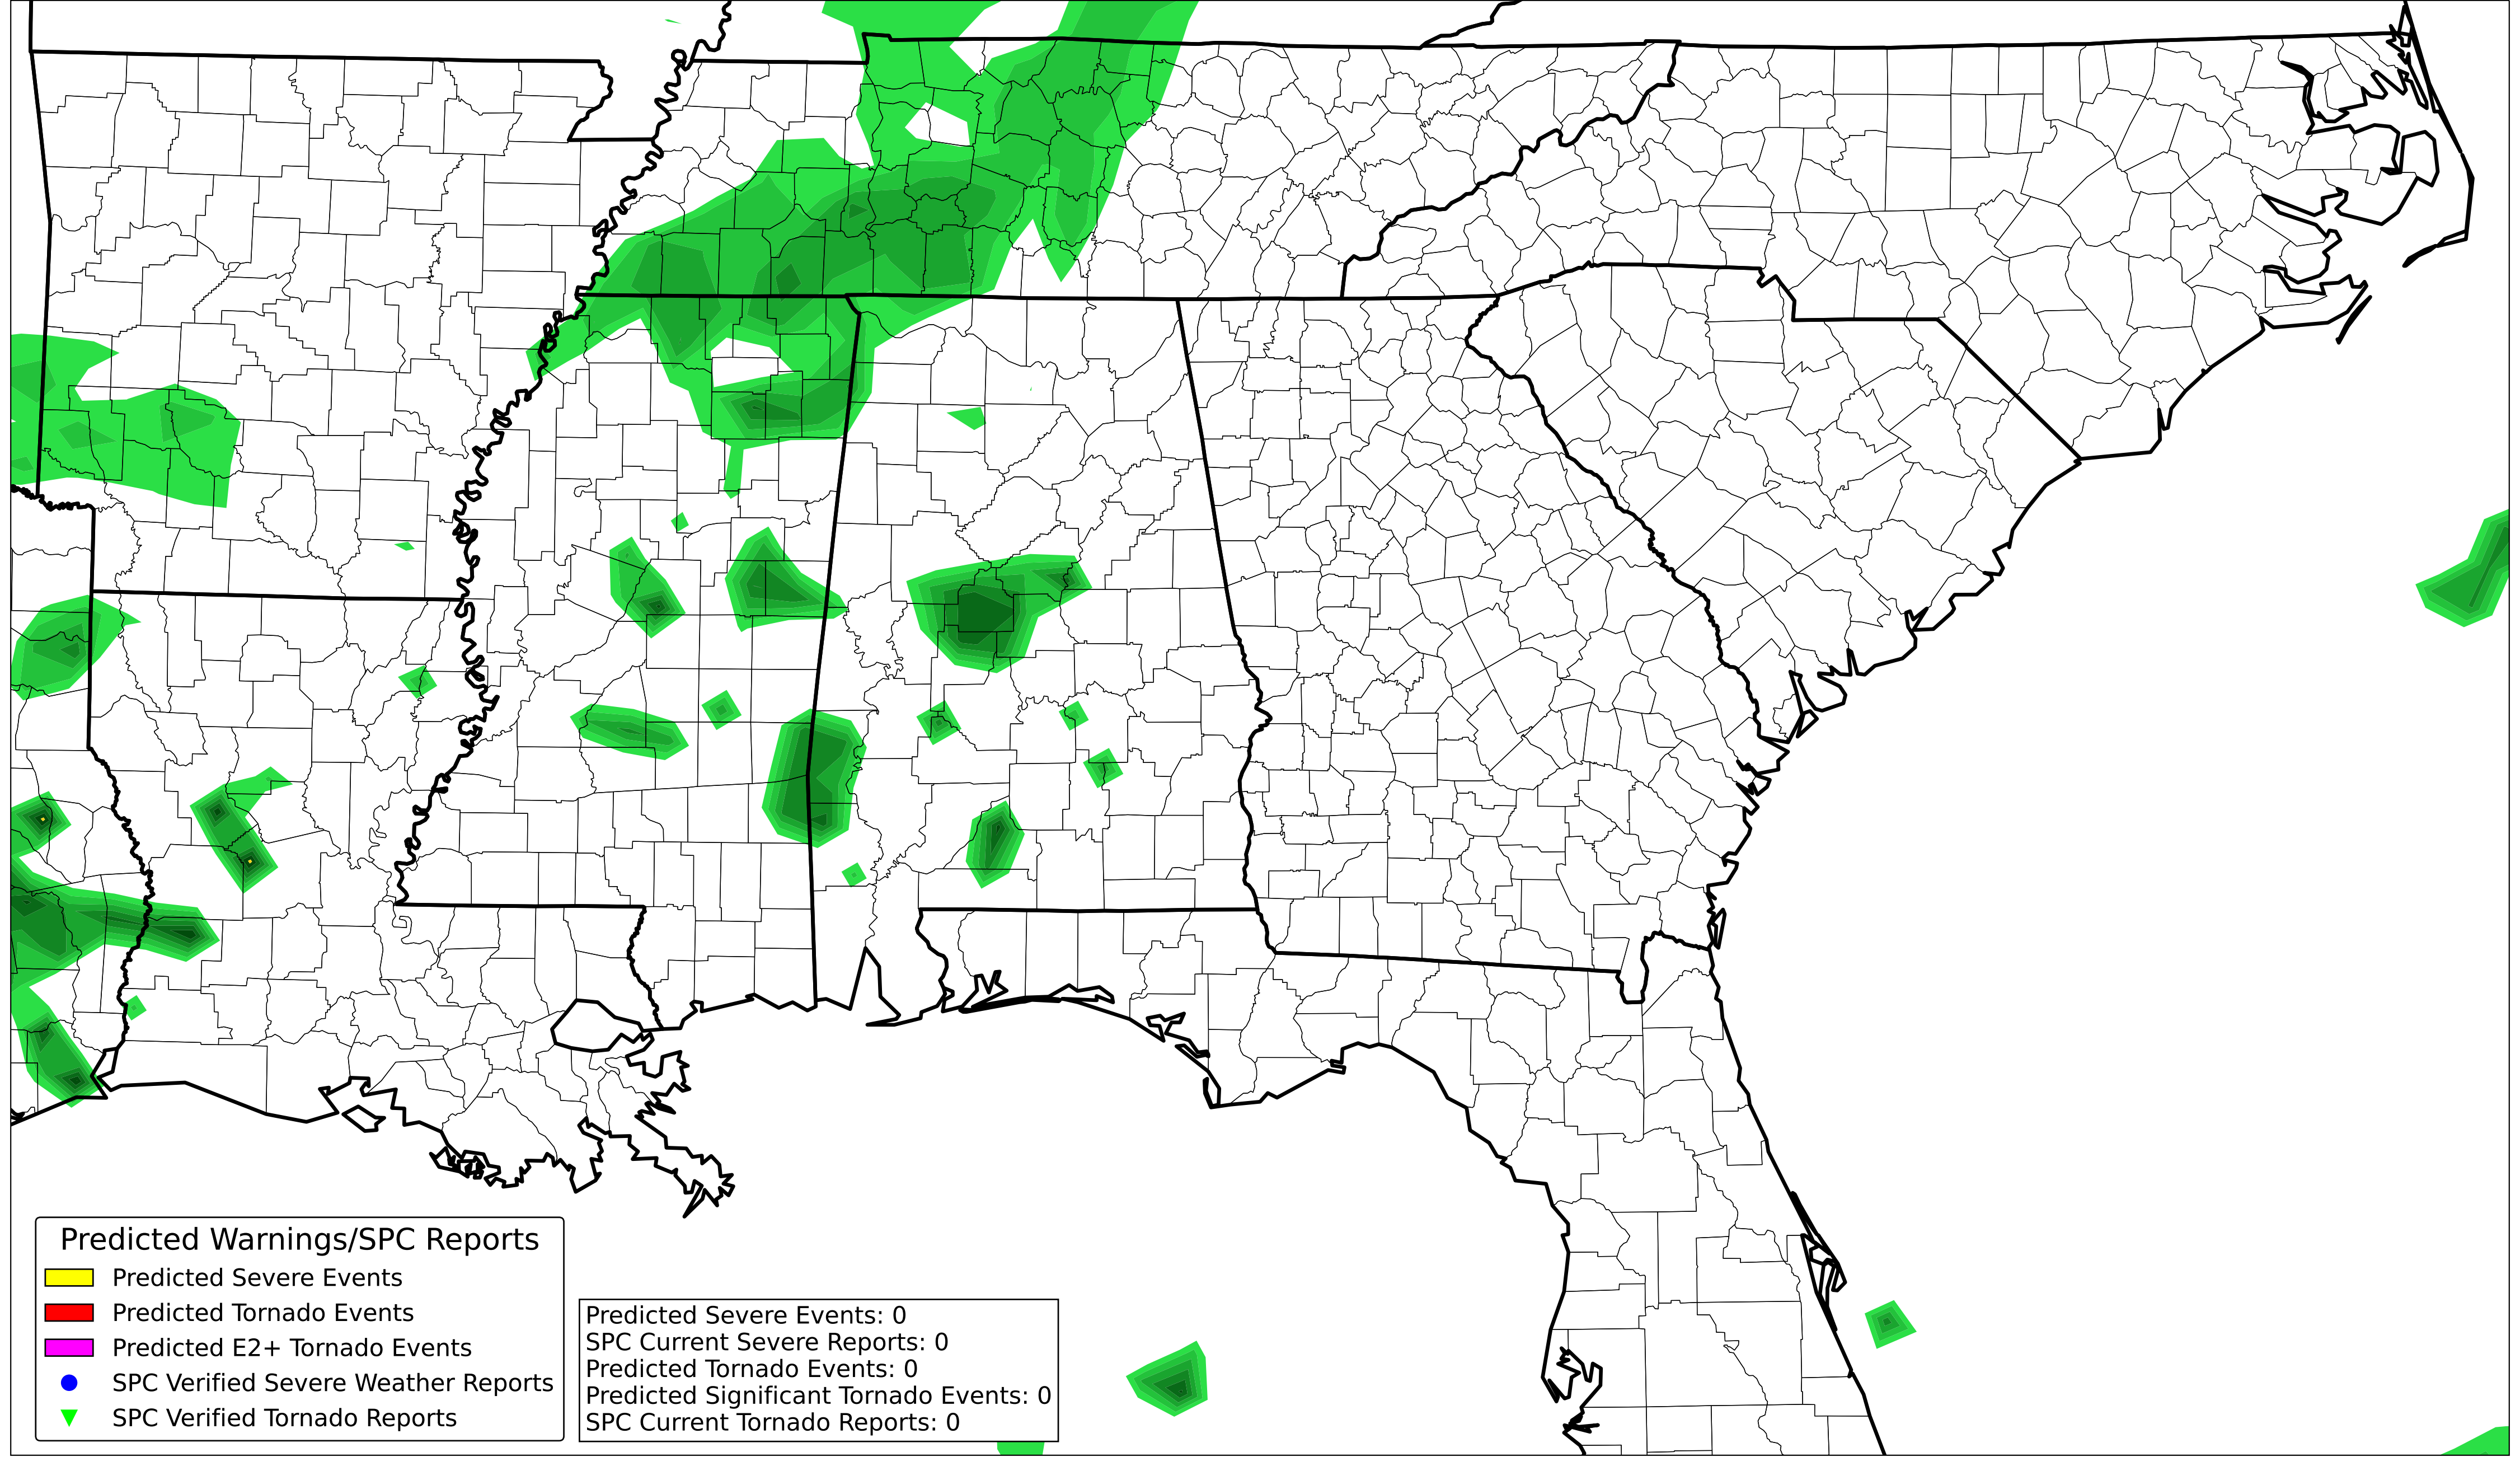 Predicted Warnings/SPC Reports
Predicted Severe Events
Predicted Tornado Events
Predicted E2+ Tornado Events
SPC Verified Severe Weather Reports
SPC Verified Tornado Reports
Predicted Severe Events: 0
SPC Current Severe Reports: 0
Predicted Tornado Events: 0
Predicted Significant Tornado Events: 0
SPC Current Tornado Reports: 0